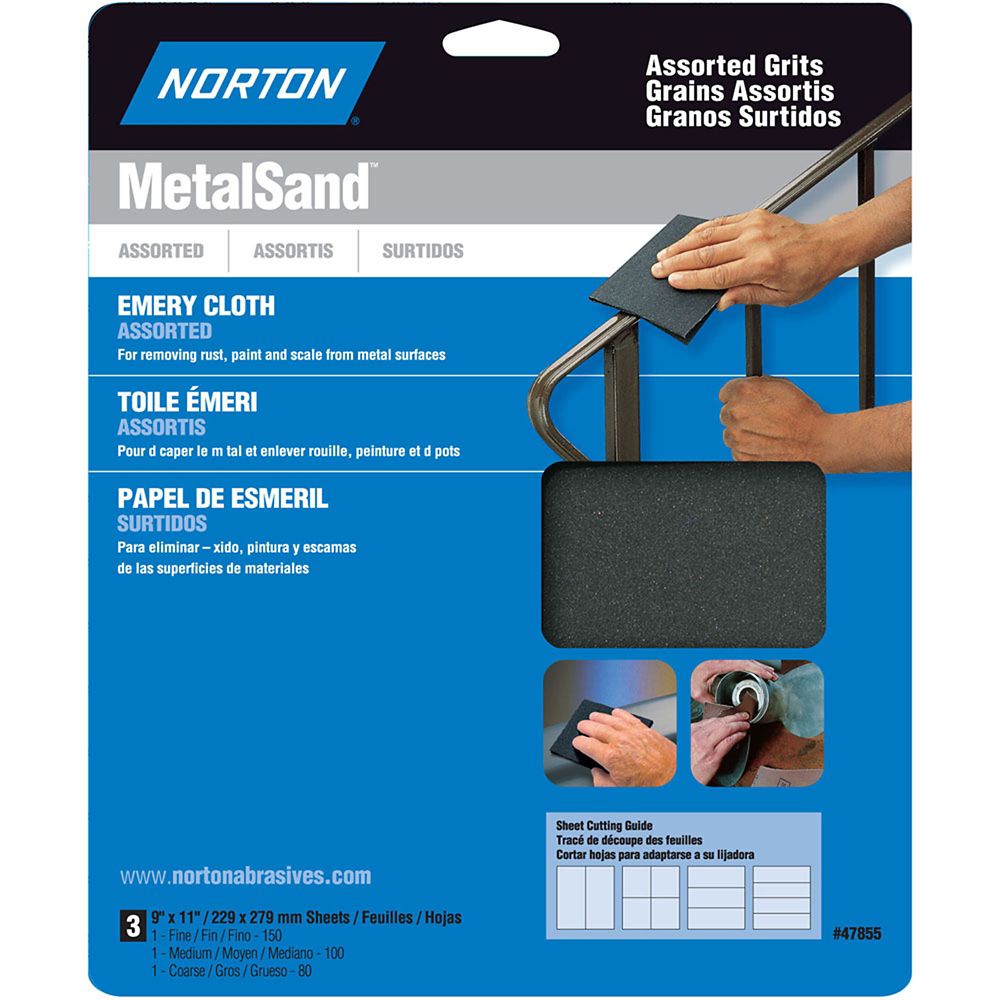 NORTON®
Assorted Grits
Grains Assortis
Granos Surtidos
MetalSand™
ASSORTED ASSORTIS SURTIDOS
EMERY CLOTH
ASSORTED
For removing rust, paint and scale from metal surfaces
TOILE ÉMERI
ASSORTIS
Pour d caper le m tal et enlever rouille, peinture et d pots
PAPEL DE ESMERIL
SURTIDOS
Para eliminar – xido, pintura y escamas
de las superficies de materiales
Sheet Cutting Guide
Tracé de découpe des feuilles
Cortar hojas para adaptarse a su lijadora
www.nortonabrasives.com
3 9" x 11" / 229 x 279 mm Sheets / Feuilles / Hojas
1 - Fine / Fin / Fino - 150
1 - Medium / Moyen / Mediano - 100
1 - Coarse / Gros / Grueso - 80
#47855